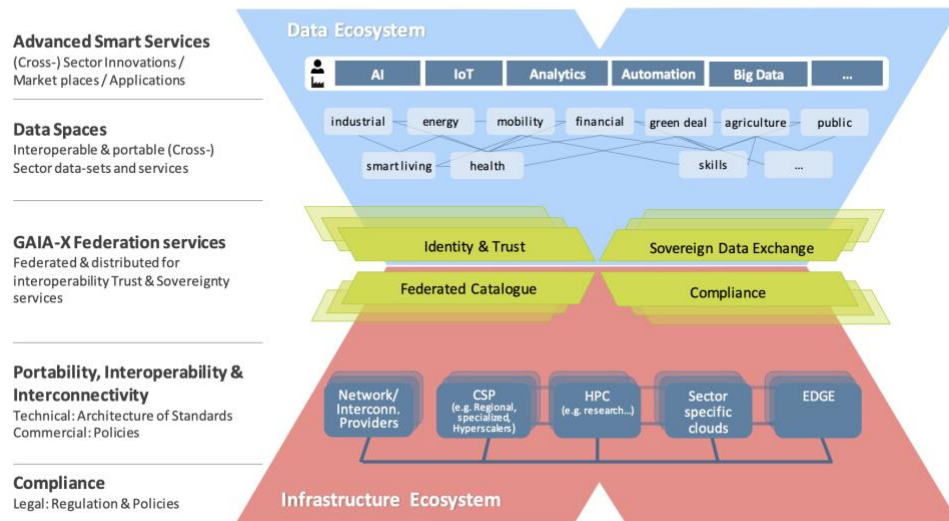 Advanced Smart Services
(Cross-) Sector Innovations /
Market places / Applications
Data Spaces
Interoperable & portable (Cross-)
Sector data-sets and services
GAIA-X Federation services
Federated & distributed for
interoperability Trust & Sovereignty
services
Portability, Interoperability &
Interconnectivity
Technical: Architecture of Standards
Commercial: Policies
Compliance
Legal: Regulation & Policies
Data Ecosystem
AI
IoT
Analytics
Automation
Big Data
...
industrial
energy
mobility
financial
green deal
agriculture
public
smart living
health
skills
...
Identity & Trust
Sovereign Data Exchange
Federated Catalogue
Compliance
Network/
Interconn.
Providers
CSP
(e.g. Regional,
specialized,
Hyperscalers)
HPC
(e.g. research...)
Sector
specific
clouds
EDGE
Infrastructure Ecosystem